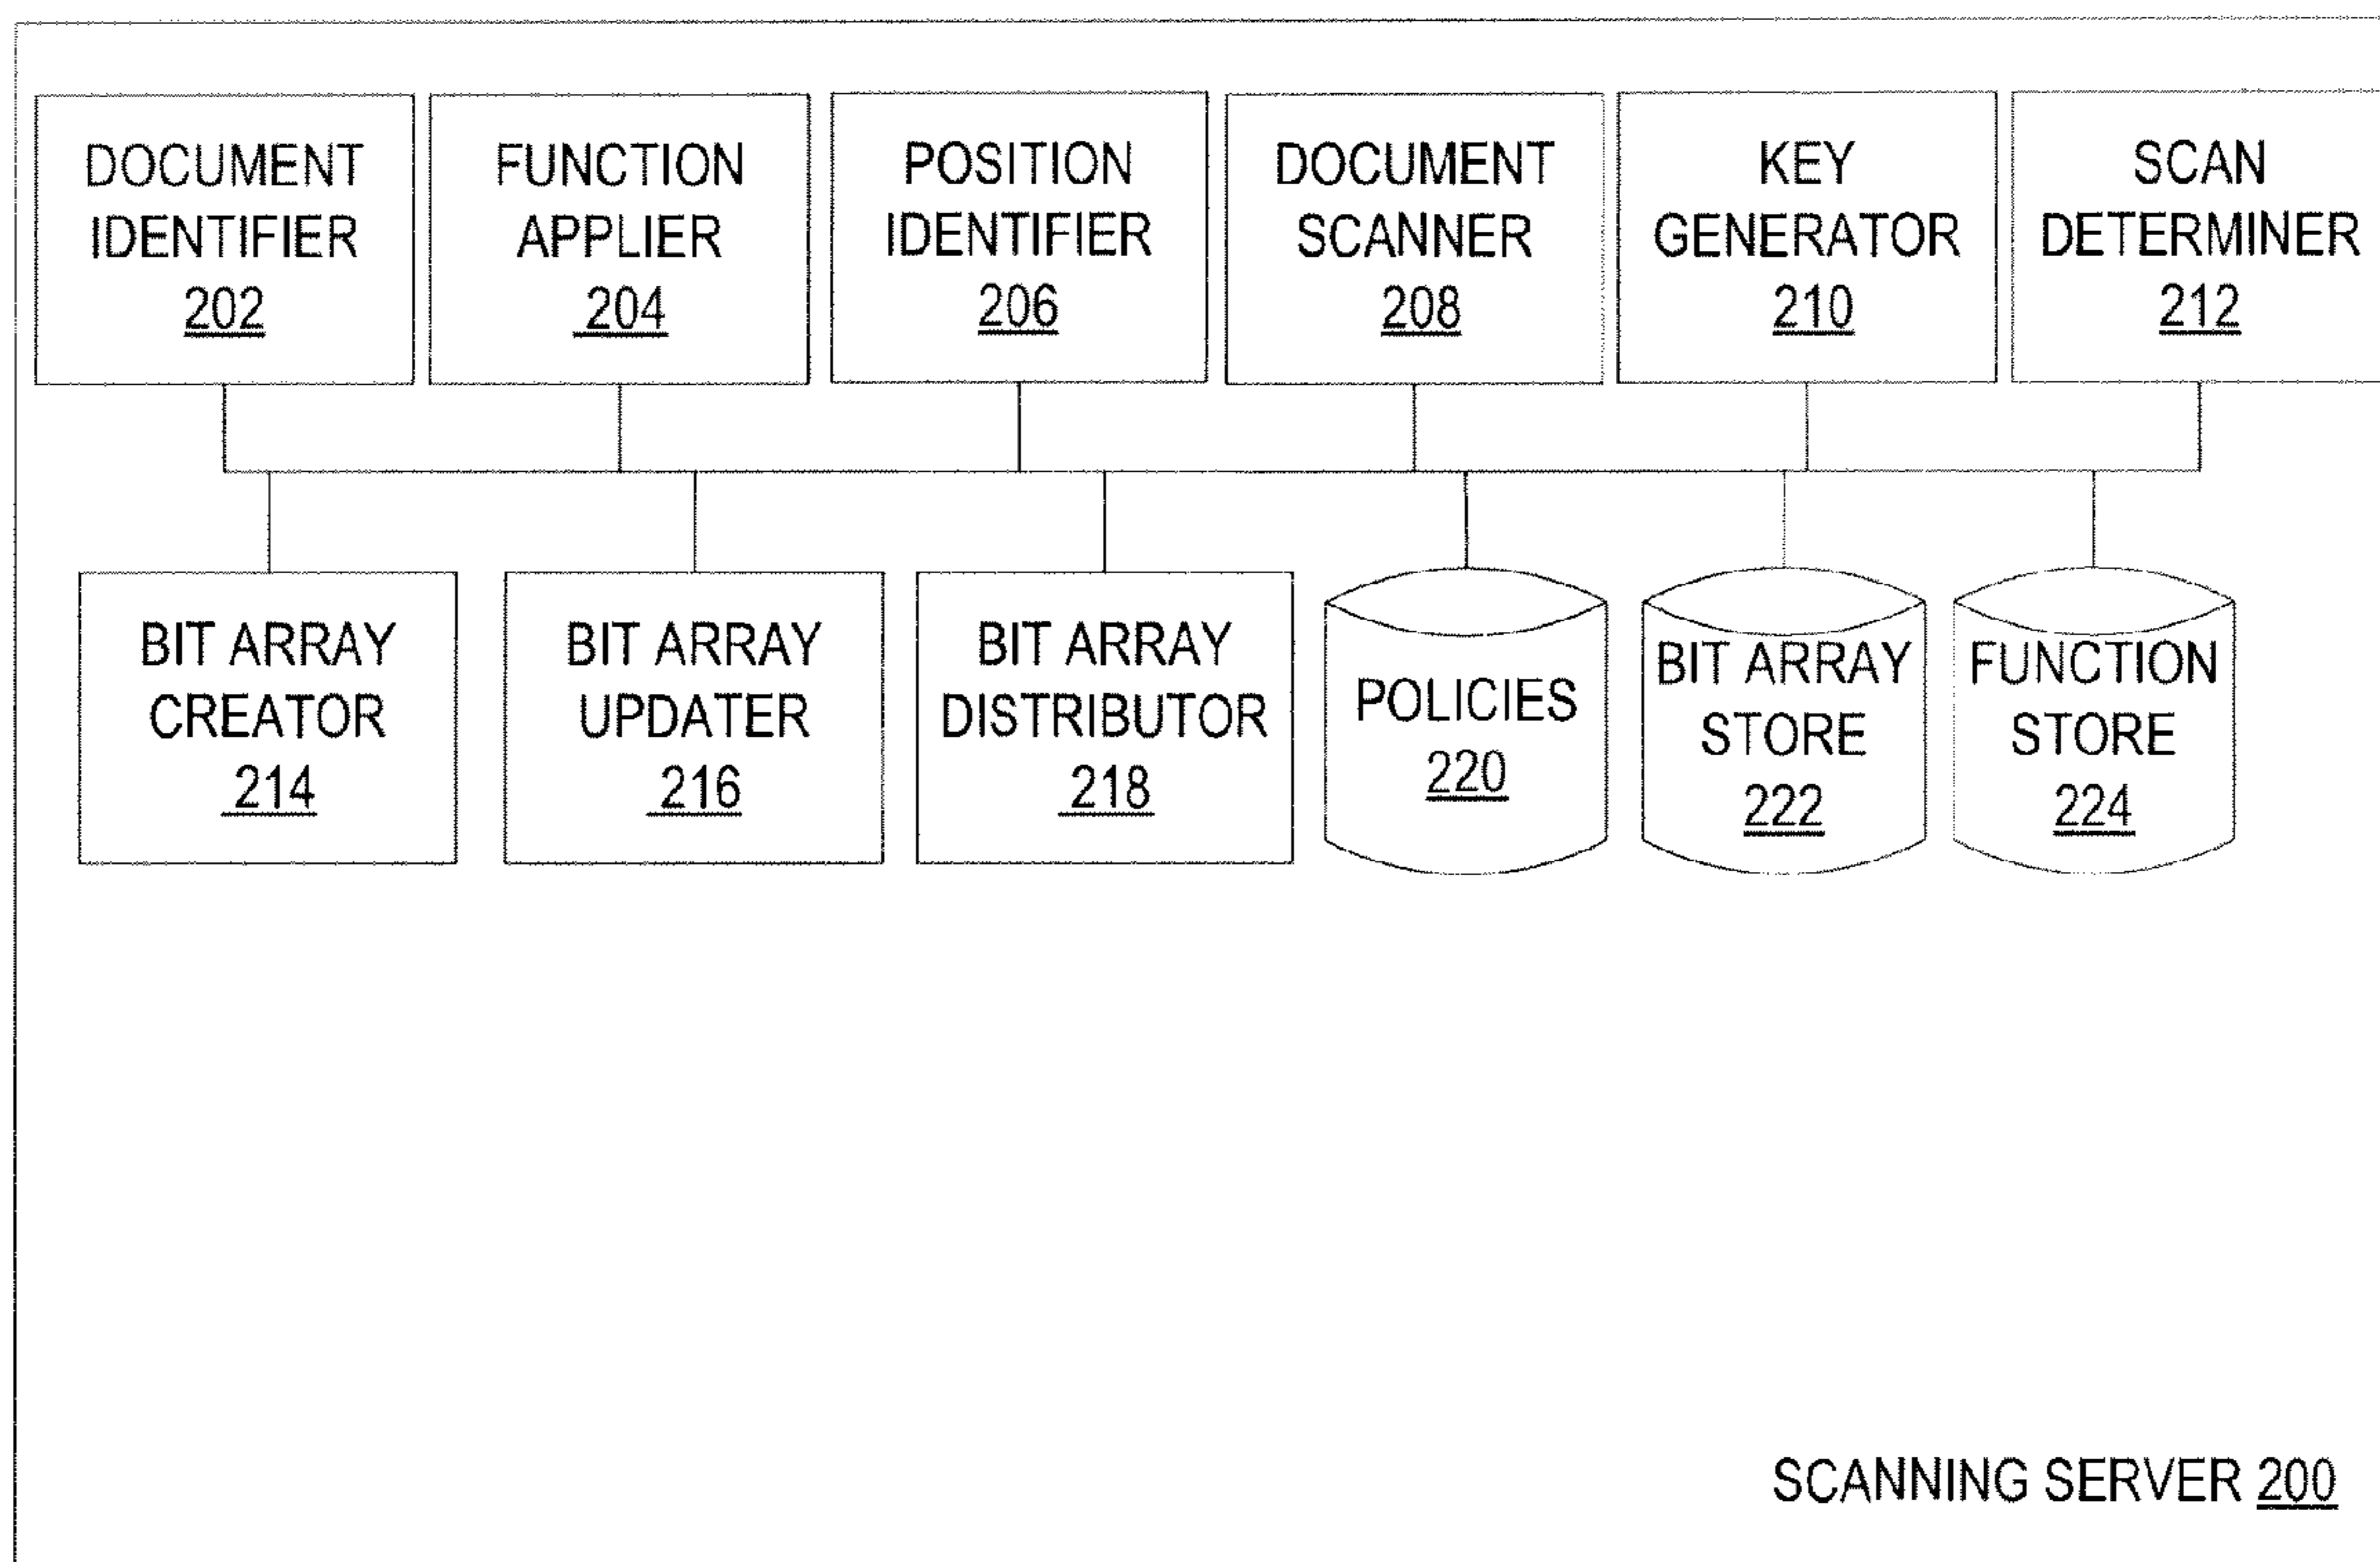 DOCUMENT
IDENTIFIER
202
FUNCTION
APPLIER
204
POSITION
IDENTIFIER
206
DOCUMENT
SCANNER
208
KEY
GENERATOR
210
SCAN
DETERMINER
212
BIT ARRAY
CREATOR
214
BIT ARRAY
UPDATER
216
BIT ARRAY
DISTRIBUTOR
218
POLICIES
220
BIT ARRAY
STORE
222
FUNCTION
STORE
224
SCANNING SERVER 200